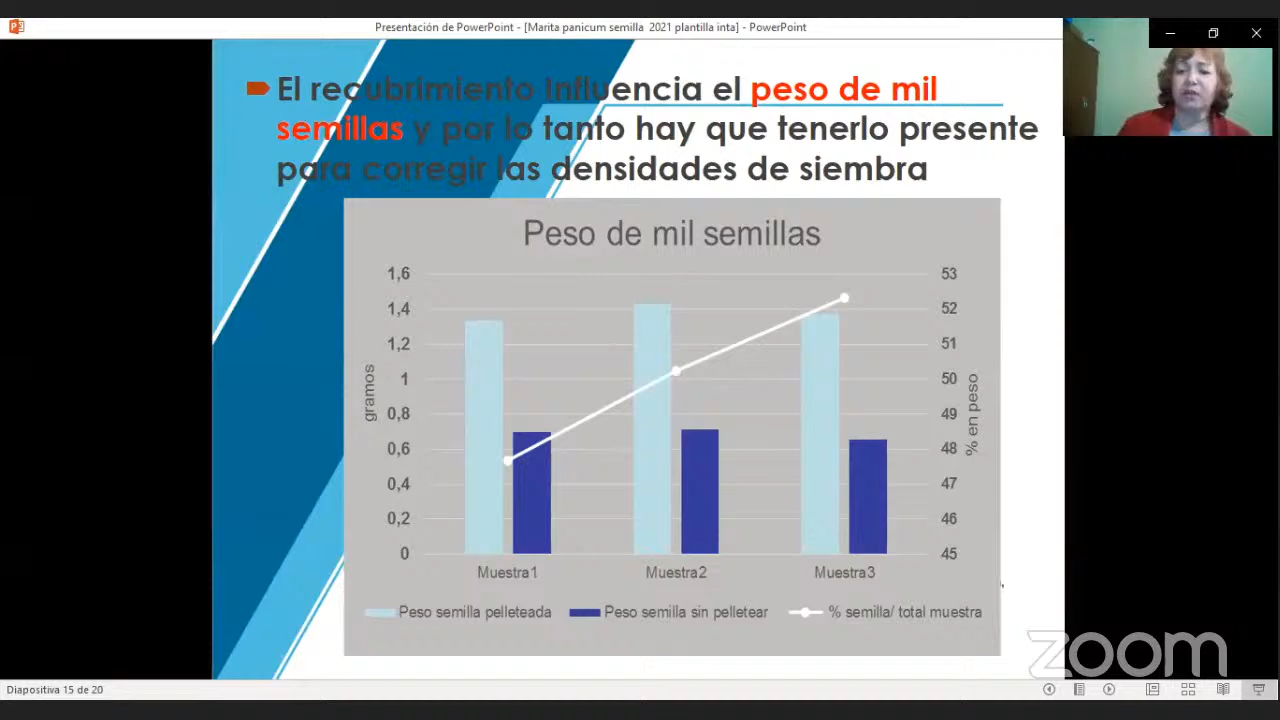 Presentación de PowerPoint - [Marita panicum semilla 2021 plantilla inta] - PowerPoint
El recubrimiento influencia el peso de mil
semillas y por lo tanto hay que tenerlo presente
para corregir las densidades de siembra
Peso de mil semillas
1,6
1,4
1,2
1
0,8
0,6
0,4
0,2
0
gramos
53
52
51
50
49
48
47
46
45
% en peso
Muestra1 Muestra2 Muestra3
Peso semilla pelleteada Peso semilla sin pelletear % semilla/ total muestra
zoom
Diapositiva 15 de 20